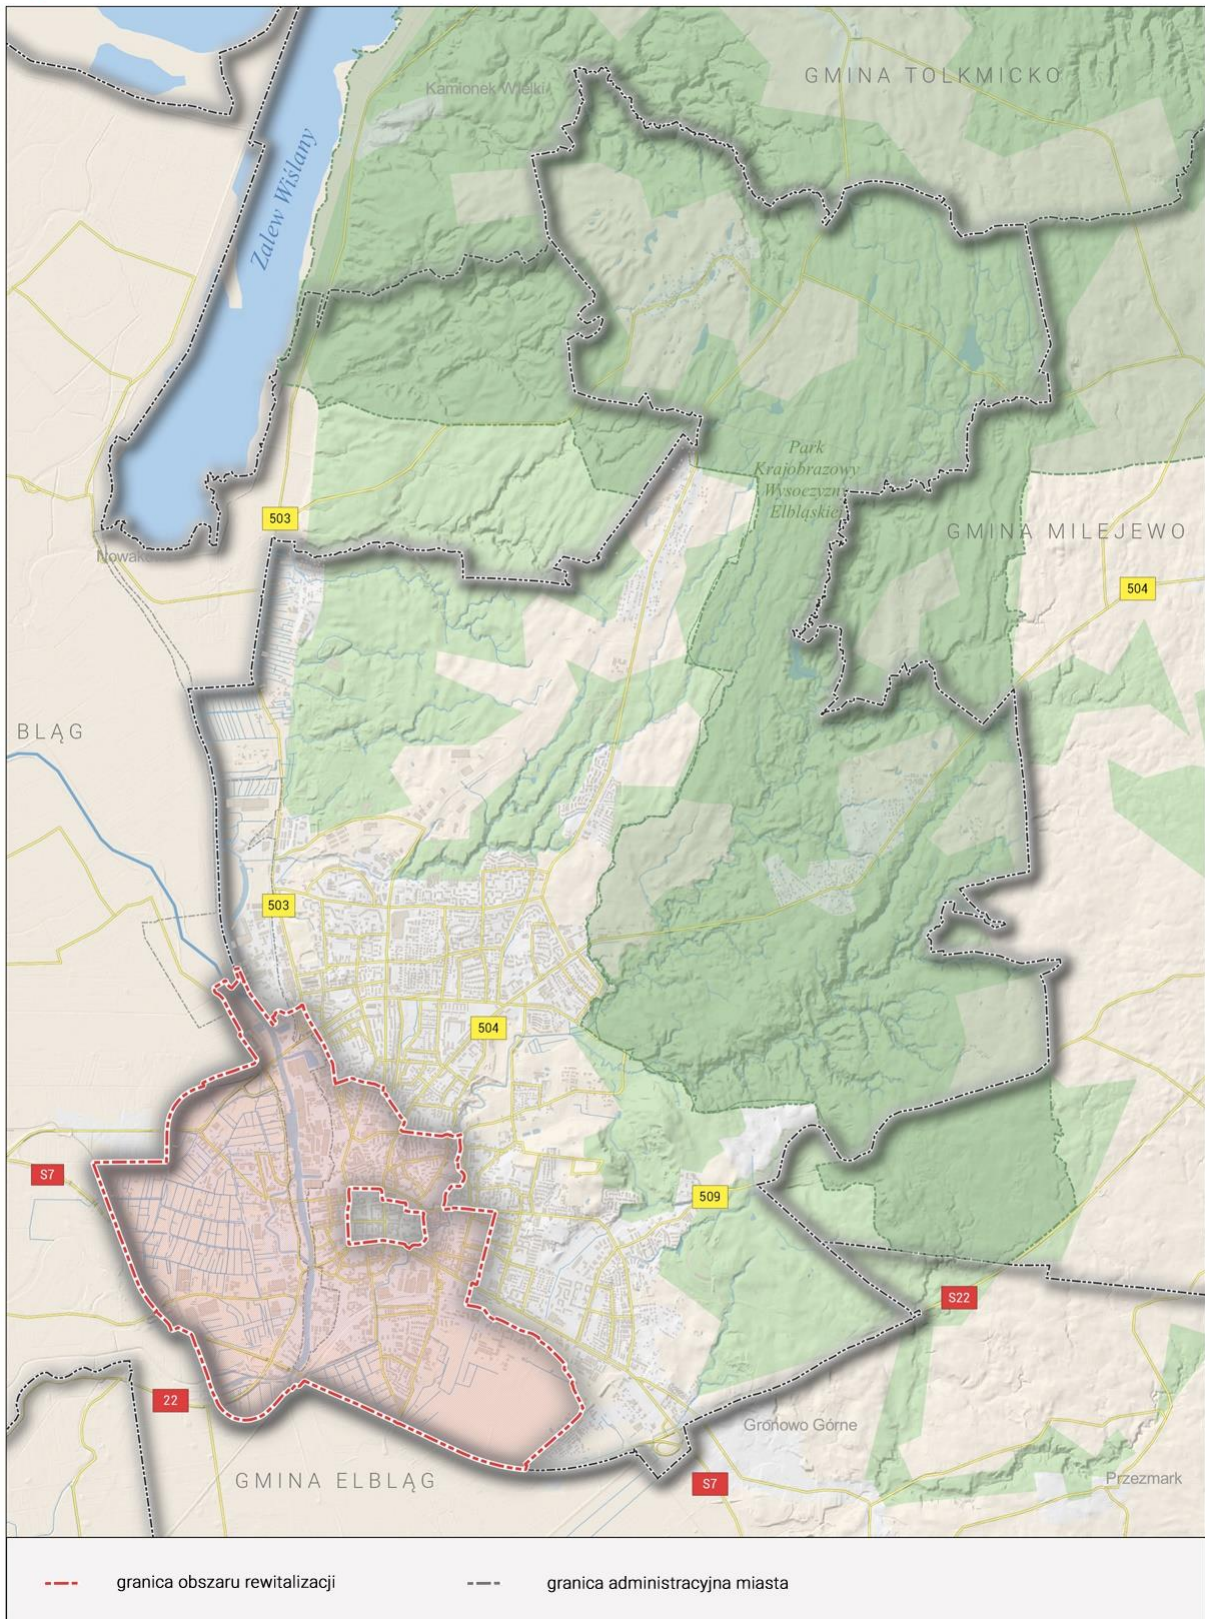 GMINA TOLKMICKO
Kamionek Wielki
Zalew Wiślany
Park
Krajobrazowy
Wysoczyzny
Elbląskiej
503
GMINA MILEJEWO
504
BLĄG
503
504
S7
509
S22
22
Gronowo Górne
GMINA ELBLĄG
S7
Przezmark
granica obszaru rewitalizacji
granica administracyjna miasta